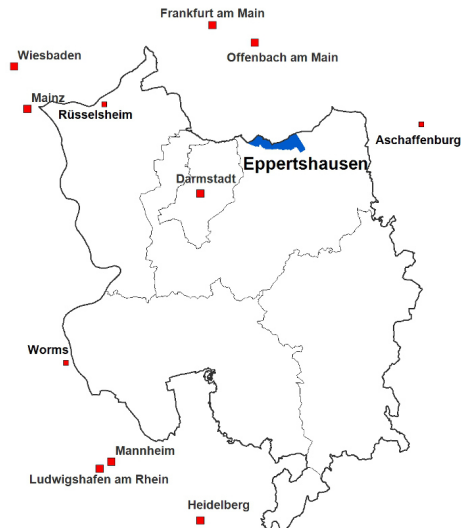 Frankfurt am Main
Offenbach am Main
Wiesbaden
Mainz
Rüsselsheim
Aschaffenburg
Eppertshausen
Darmstadt
Worms
Mannheim
Ludwigshafen am Rhein
Heidelberg